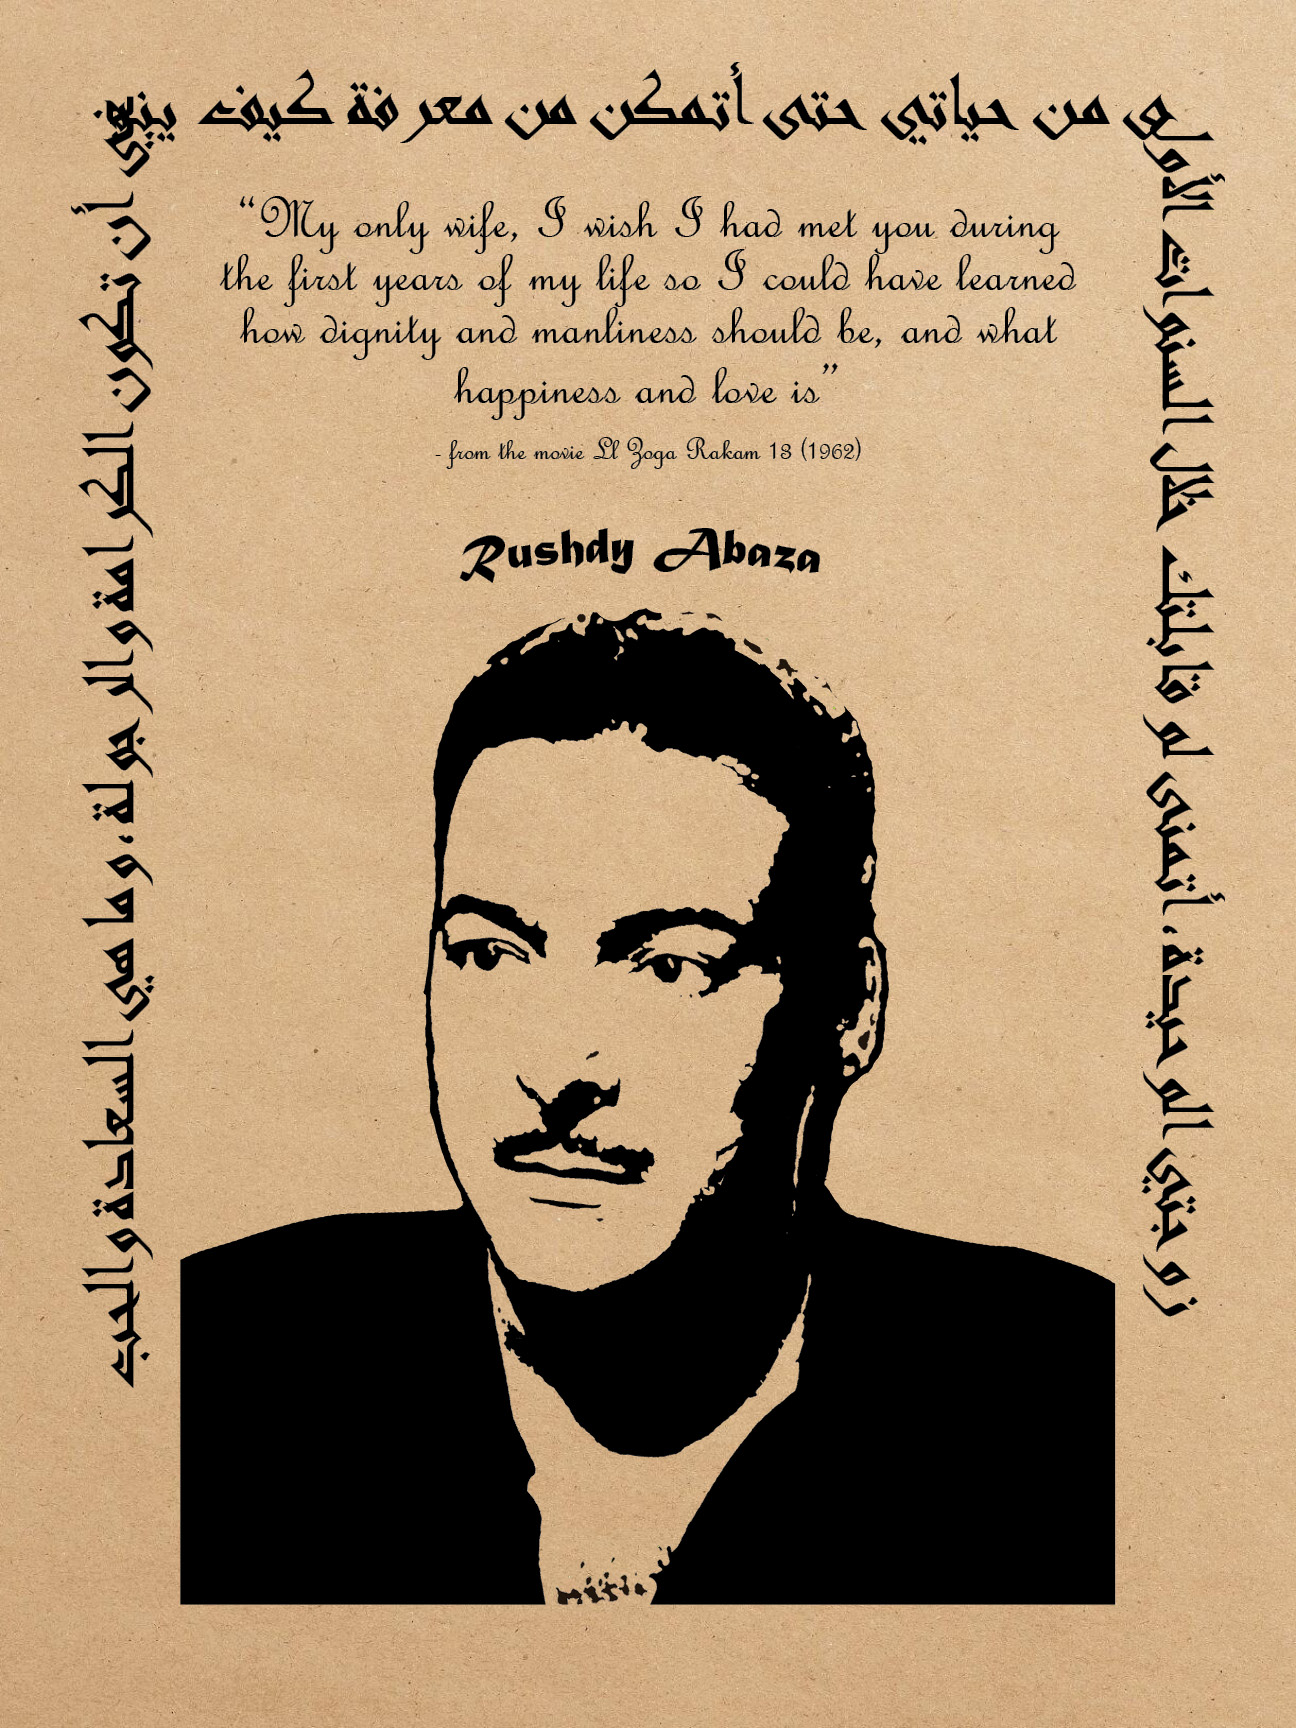 زوجتي الوحيدة، أتمنى لو قابلتك خلال السنوات الأولى من حياتي حتى أتمكن من معرفة كيف ينبغي أن تكون الكرامة والرجولة، وما هي السعادة والحب
“My only wife, I wish I had met you during
the first years of my life so I could have learned
how dignity and manliness should be, and what
happiness and love is”
- from the movie El Zoga Rakam 13 (1962)
Rushdy Abaza